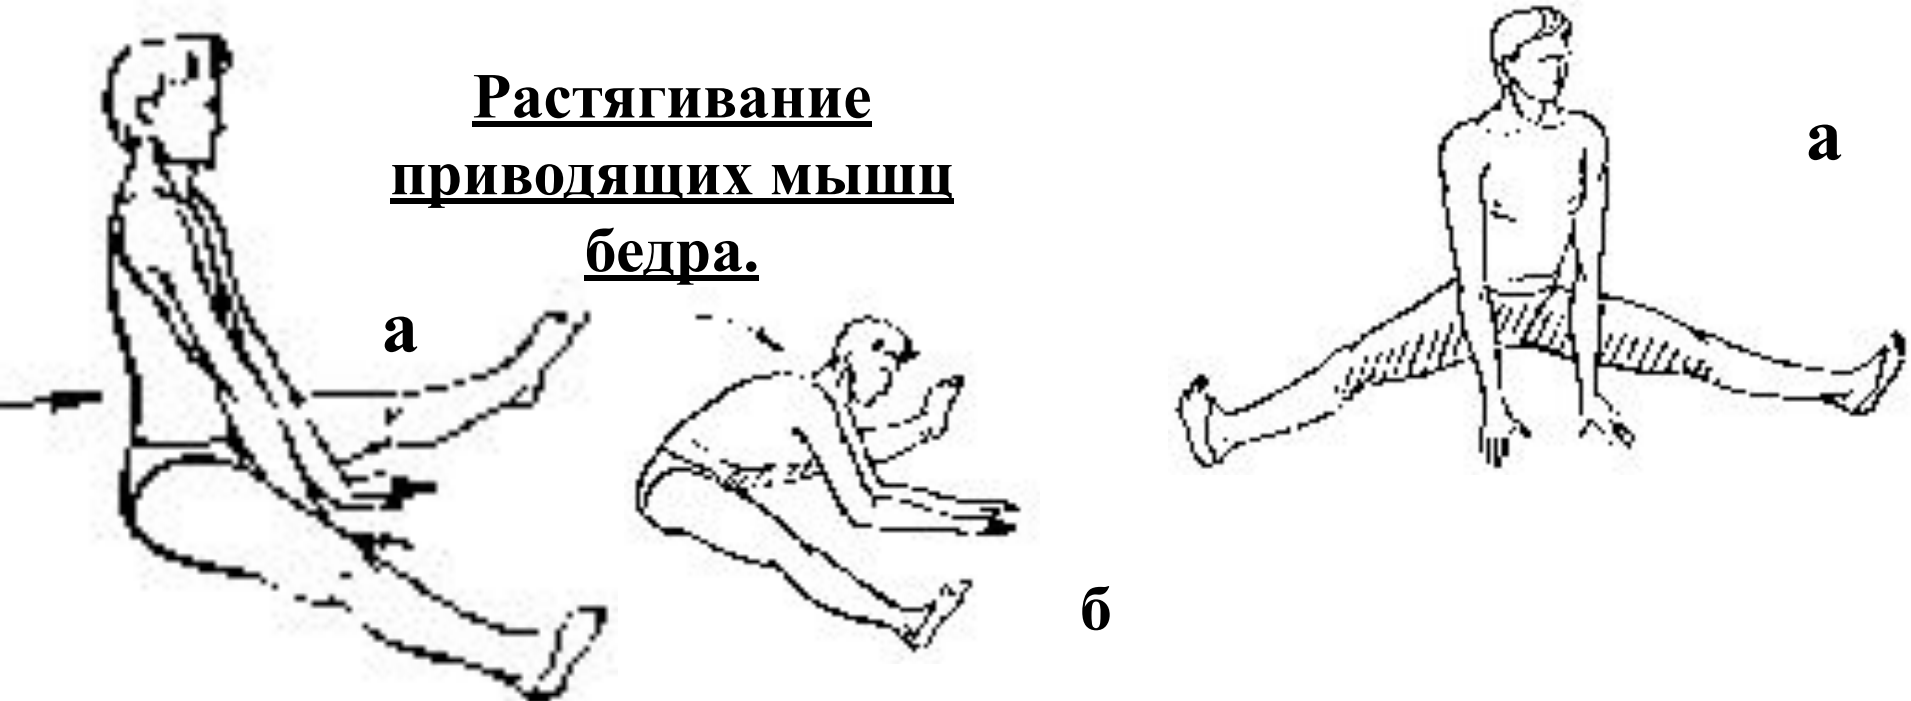 Растягивание
приводящих мышц
бедра.
а
а
б